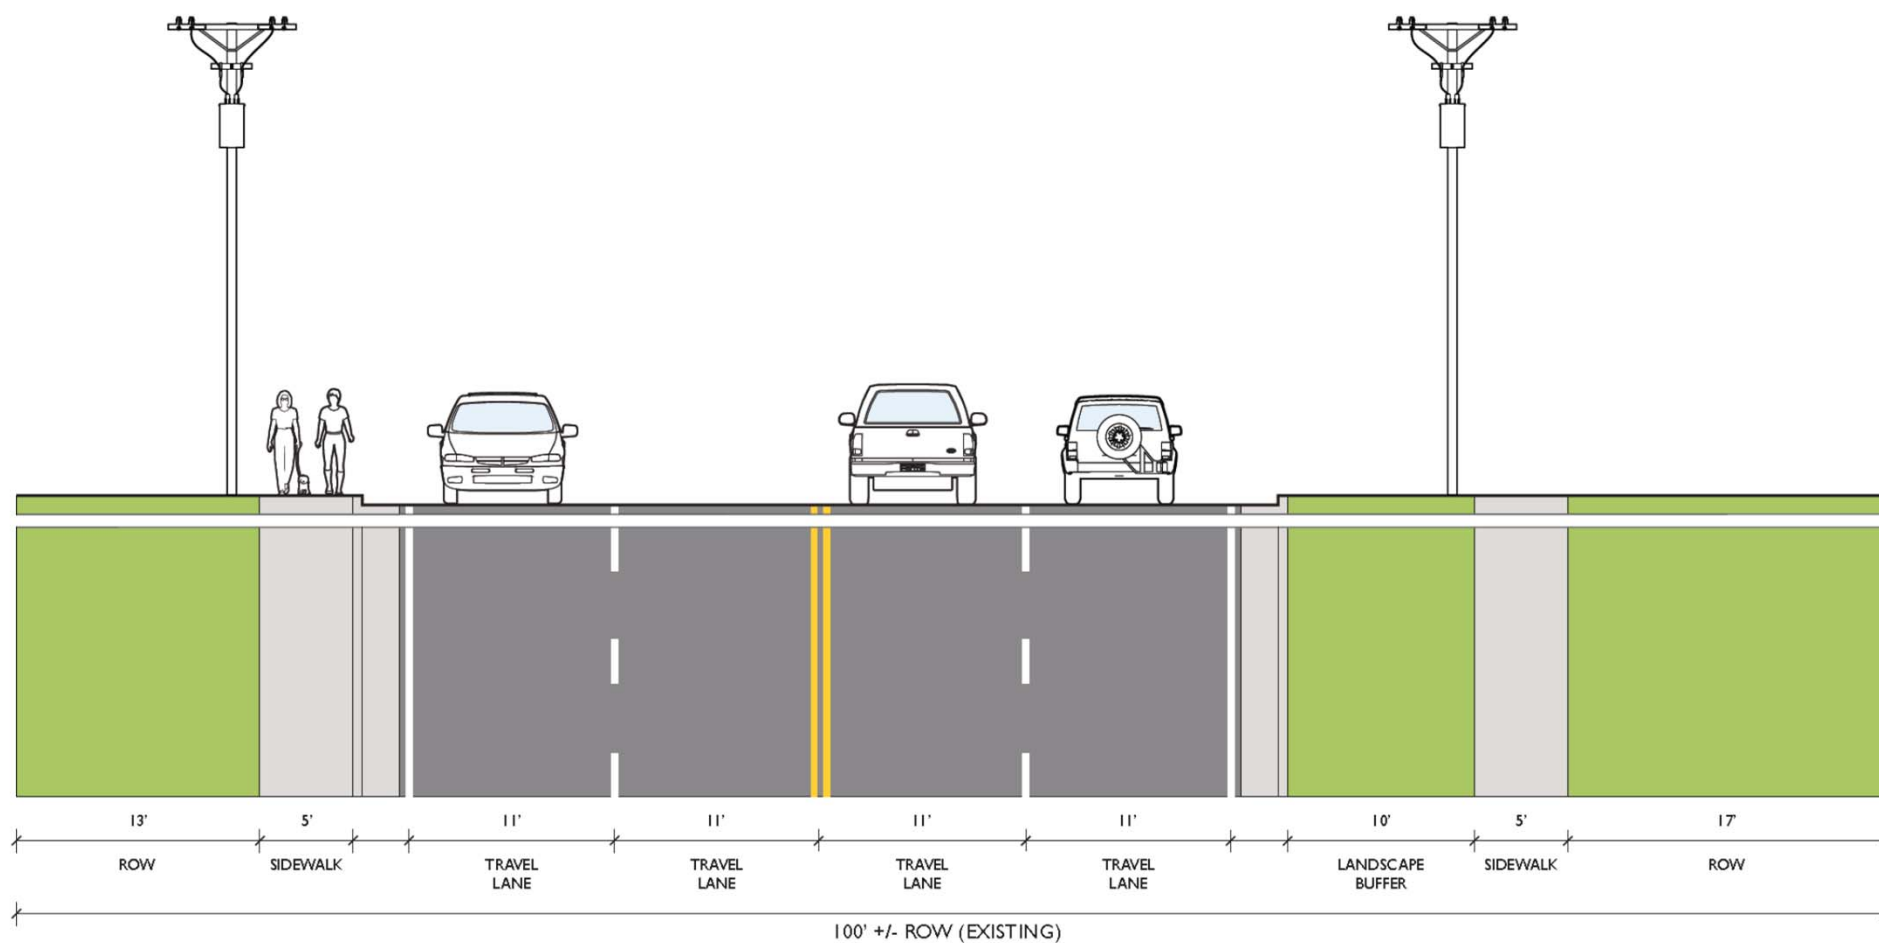 13' 5' 11' 11' 11' 11' 10' 5' 17'
ROW SIDEWALK TRAVEL TRAVEL TRAVEL TRAVEL LANDSCAPE SIDEWALK ROW
LANE LANE LANE LANE BUFFER
100' +/- ROW (EXISTING)